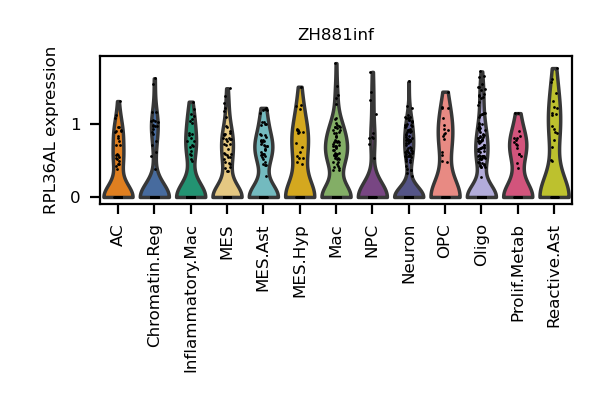 ZH881inf
RPL36AL expression
1
0
AC
Chromatin.Reg
Inflammatory.Mac
MES
MES.Ast
MES.Hyp
Mac
NPC
Neuron
OPC
Oligo
Prolif.Metab
Reactive.Ast